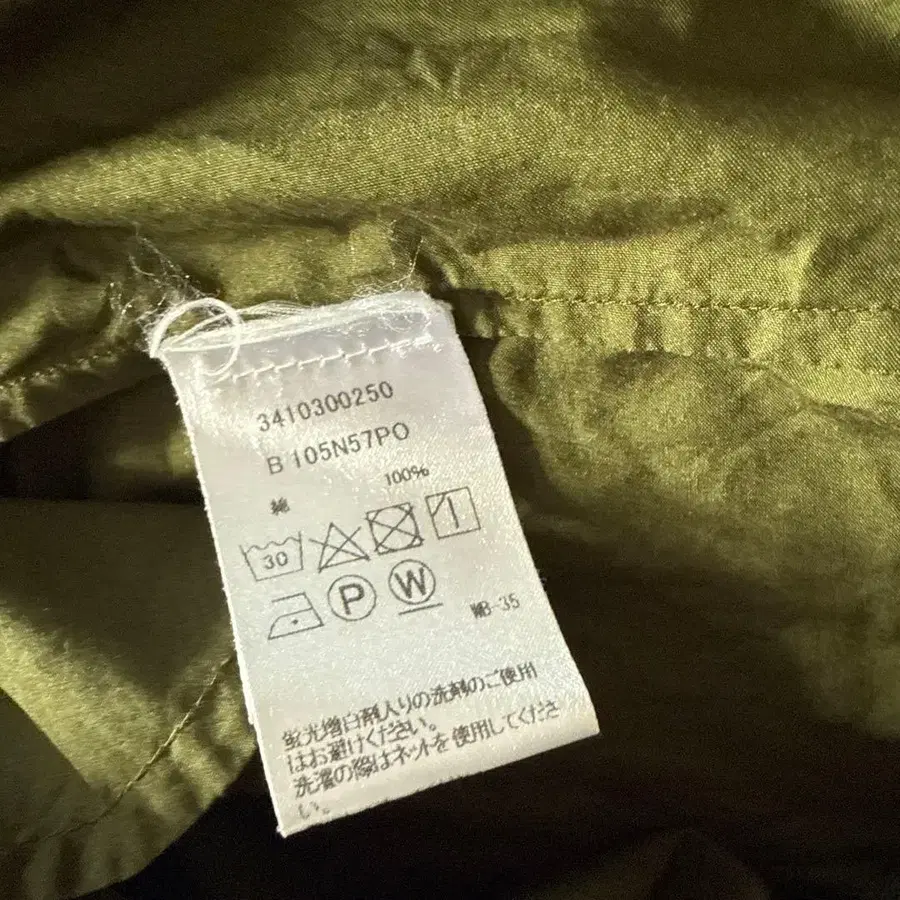 3410300250
B 105N57PO
綿 100%
30
P W
WB-35
蛍光増白剤入りの洗剤のご使用
はお避けください。
洗濯の際はネットを使用してくださ
い。